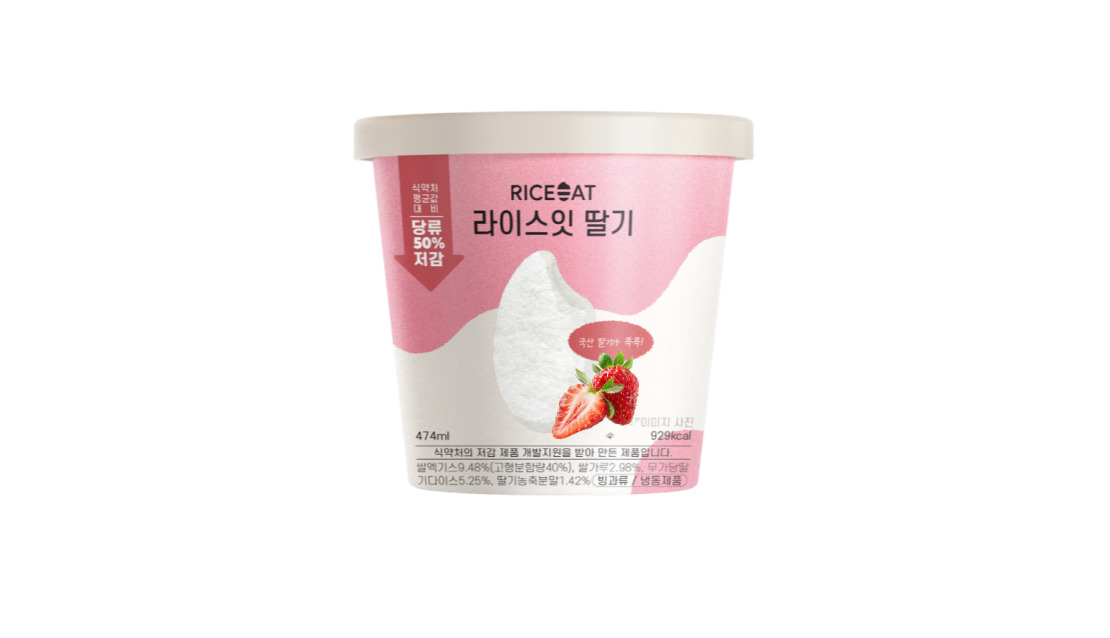 식약처
평균값
대 비
당류
50%
저감
RICEEAT
라이스잇 딸기
국산 딸기가 콕콕!
*이미지 사진
474ml
929kcal
식약처의 저감 제품 개발지원을 받아 만든 제품입니다.
쌀엑기스9.48%(고형분함량40%), 쌀가루2.98%, 무가당딸
기다이스5.25%, 딸기농축분말1.42% 빙과류 / 냉동제품